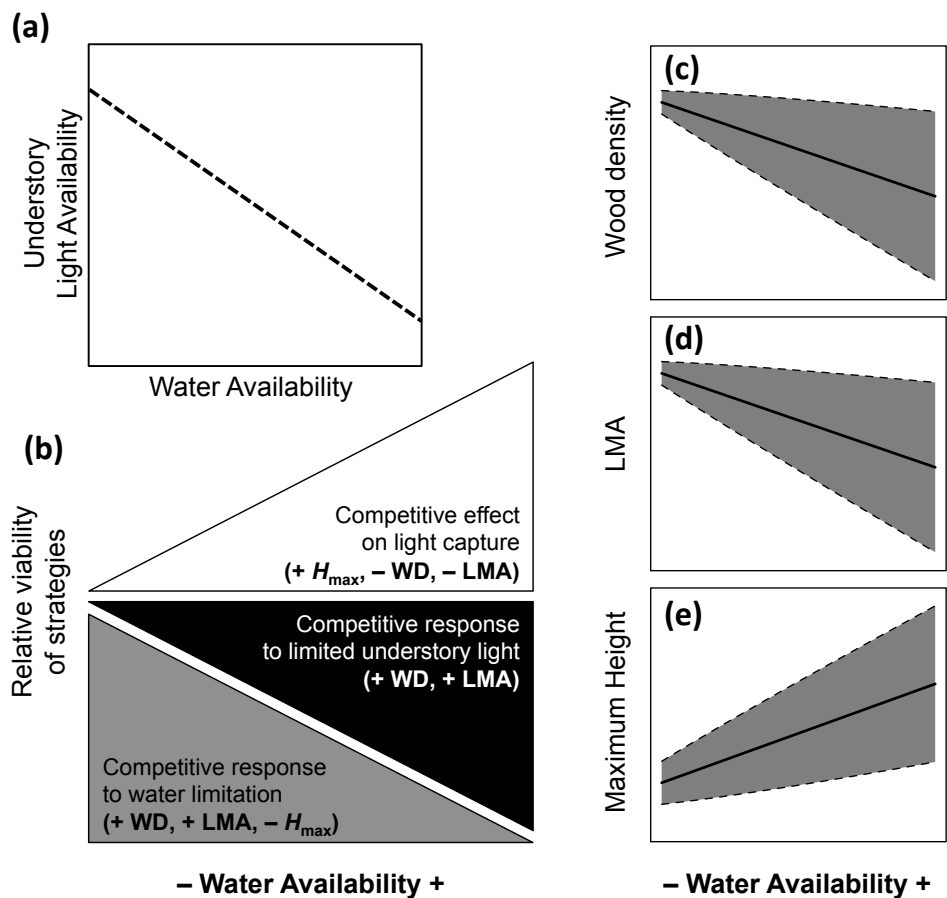 (a)
Understory
Light Availability
Water Availability
(b)
Relative viability
of strategies
Competitive effect
on light capture
(+ Hmax, – WD, – LMA)
Competitive response
to limited understory light
(+ WD, + LMA)
Competitive response
to water limitation
(+ WD, + LMA, – Hmax)
– Water Availability +
(c)
Wood density
(d)
LMA
(e)
Maximum Height
– Water Availability +